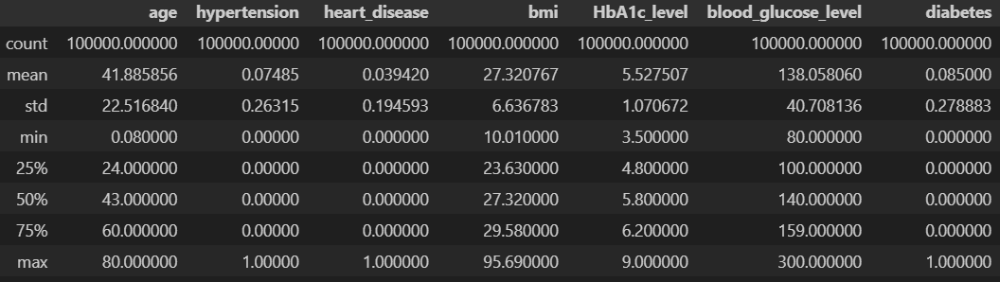 age hypertension heart_disease bmi HbA1c_level blood_glucose_level diabetes
count 100000.000000 100000.00000 100000.000000 100000.000000 100000.000000 100000.000000 100000.000000
mean 41.885856 0.07485 0.039420 27.320767 5.527507 138.058060 0.085000
std 22.516840 0.26315 0.194593 6.636783 1.070672 40.708136 0.278883
min 0.080000 0.00000 0.000000 10.010000 3.500000 80.000000 0.000000
25% 24.000000 0.00000 0.000000 23.630000 4.800000 100.000000 0.000000
50% 43.000000 0.00000 0.000000 27.320000 5.800000 140.000000 0.000000
75% 60.000000 0.00000 0.000000 29.580000 6.200000 159.000000 0.000000
max 80.000000 1.00000 1.000000 95.690000 9.000000 300.000000 1.000000